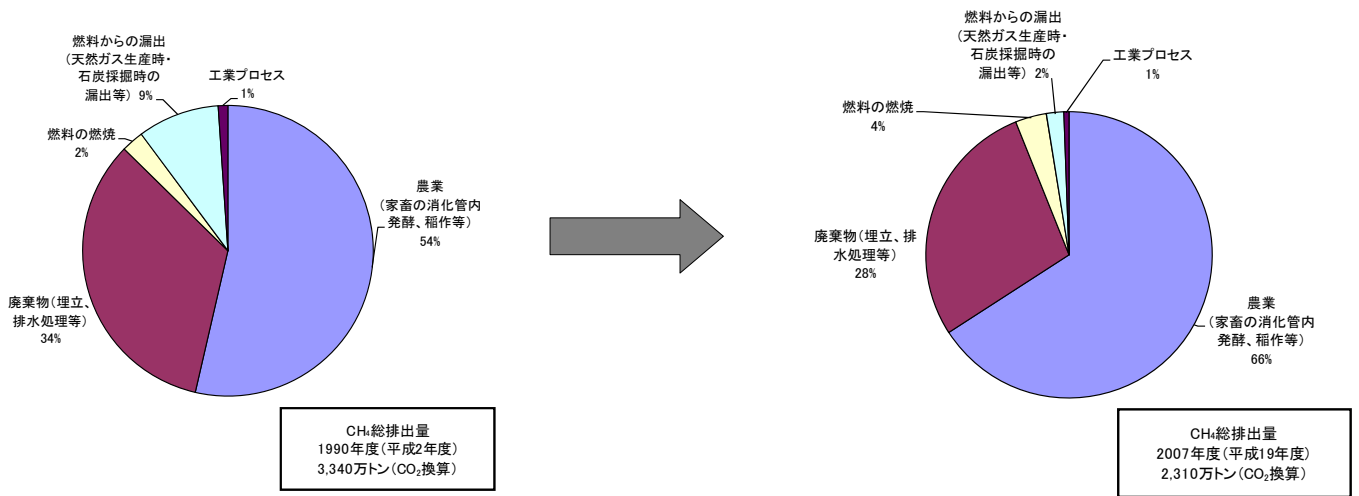 燃料からの漏出
(天然ガス生産時・
石炭採掘時の
漏出等) 9%
工業プロセス
1%
燃料の燃焼
2%
農業
(家畜の消化管内
発酵、稲作等)
54%
廃棄物(埋立、
排水処理等)
34%
CH₄総排出量
1990年度(平成2年度)
3,340万トン(CO₂換算)
燃料からの漏出
(天然ガス生産時・
石炭採掘時の
漏出等) 2%
工業プロセス
1%
燃料の燃焼
4%
廃棄物(埋立、排
水処理等)
28%
農業
(家畜の消化管内
発酵、稲作等)
66%
CH₄総排出量
2007年度(平成19年度)
2,310万トン(CO₂換算)